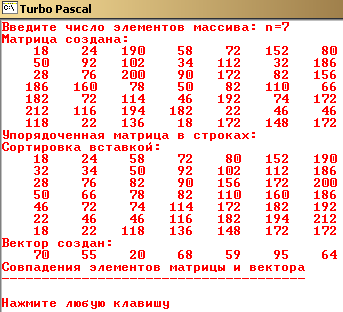 Turbo Pascal
Введите число элементов массива: n=7
Матрица создана:
18 24 190 58 72 152 80
50 92 102 34 112 32 186
28 76 200 90 172 82 156
186 160 78 50 82 110 66
182 72 114 46 192 74 172
212 116 194 182 22 46 46
118 22 136 18 172 148 172
Упорядоченная матрица в строках:
Сортировка вставкой:
18 24 58 72 80 152 190
32 34 50 92 102 112 186
28 76 82 90 156 172 200
50 66 78 82 110 160 186
46 72 74 114 172 182 192
22 46 46 116 182 194 212
18 22 118 136 148 172 172
Вектор создан:
70 55 20 68 59 95 64
Совпадения элементов матрицы и вектора
Нажмите любую клавишу